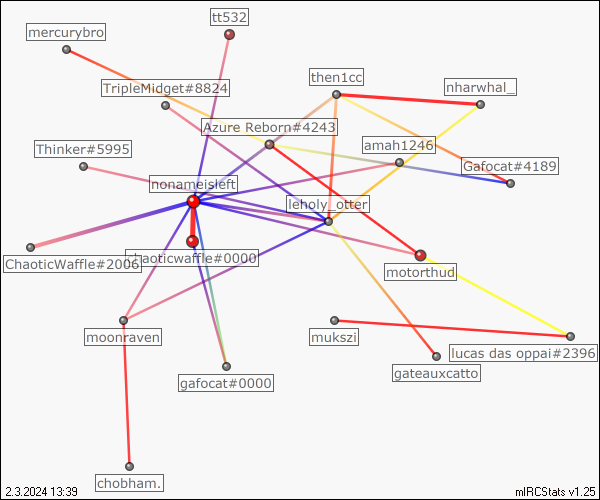 tt532
mercurybro
then1cc
TripleMidget#8824
nharwhal_
Azure Reborn#4243
Thinker#5995
amah1246
Gafocat#4189
nonameisleft
leholy_otter
ChaoticWaffle#2006
chaoticwaffle#0000
motorthud
moonraven
mukszi
lucas das oppai#2396
gafocat#0000
gateauxcatto
chobham.
2.3.2024 13:39
mIRCStats v1.25